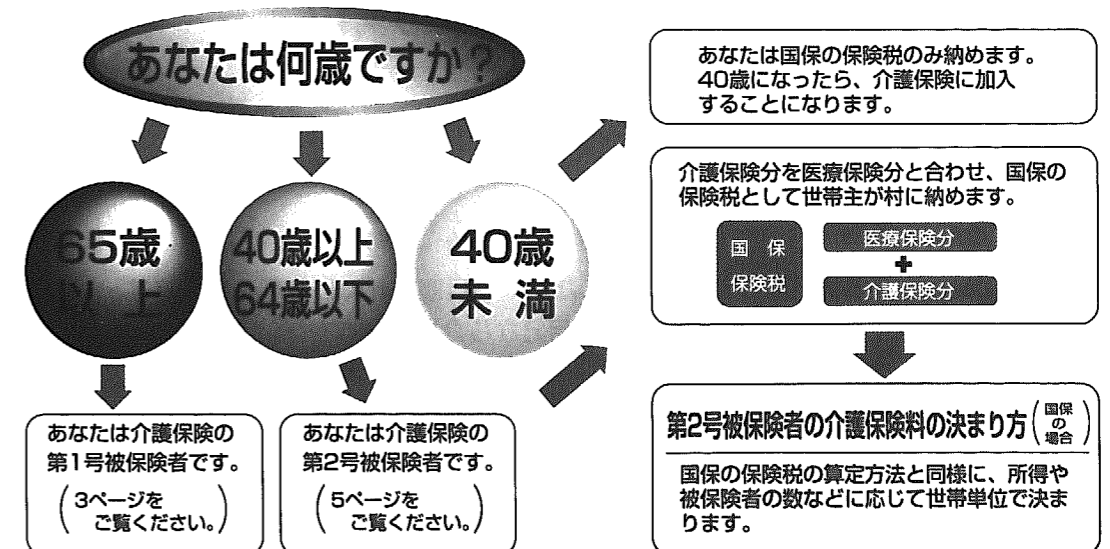 あなたは何歳ですか?
65歳
以上
40歳以上
64歳以下
40歳
未満
あなたは介護保険の
第1号被保険者です。
(3ページを
ご覧ください。)
あなたは介護保険の
第2号被保険者です。
(5ページを
ご覧ください。)
あなたは国保の保険税のみ納めます。
40歳になったら、介護保険に加入
することになります。
介護保険分を医療保険分と合わせ、国保の
保険税として世帯主が村に納めます。
国 保
保険税
医療保険分
+
介護保険分
第2号被保険者の介護保険料の決まり方(国保の場合)
国保の保険税の算定方法と同様に、所得や
被保険者の数などに応じて世帯単位で決ま
ります。